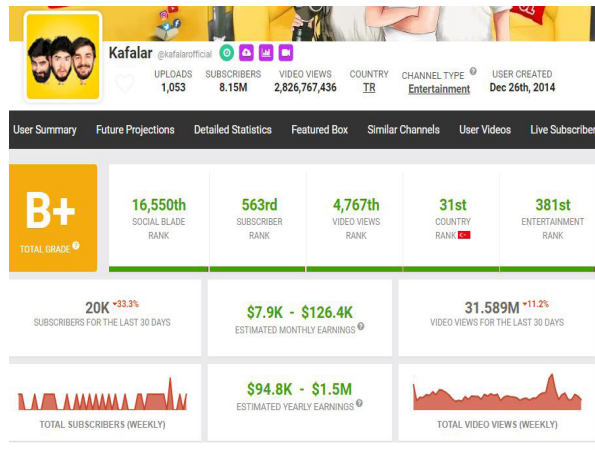 Kafalar @kafalarofficial
UPLOADS SUBSCRIBERS VIDEO VIEWS COUNTRY CHANNEL TYPE ? USER CREATED
1,053 8.15M 2,826,767,436 TR Entertainment Dec 26th, 2014
User Summary Future Projections Detailed Statistics Featured Box Similar Channels User Videos Live Subscriber
B+
TOTAL GRADE ?
16,550th 563rd 4,767th 31st 381st
SOCIAL BLADE SUBSCRIBER VIDEO VIEWS COUNTRY ENTERTAINMENT
RANK RANK RANK RANK RANK
20K -33.3%
SUBSCRIBERS FOR THE LAST 30 DAYS
$7.9K - $126.4K
ESTIMATED MONTHLY EARNINGS ?
31.589M -11.2%
VIDEO VIEWS FOR THE LAST 30 DAYS
TOTAL SUBSCRIBERS (WEEKLY)
$94.8K - $1.5M
ESTIMATED YEARLY EARNINGS ?
TOTAL VIDEO VIEWS (WEEKLY)